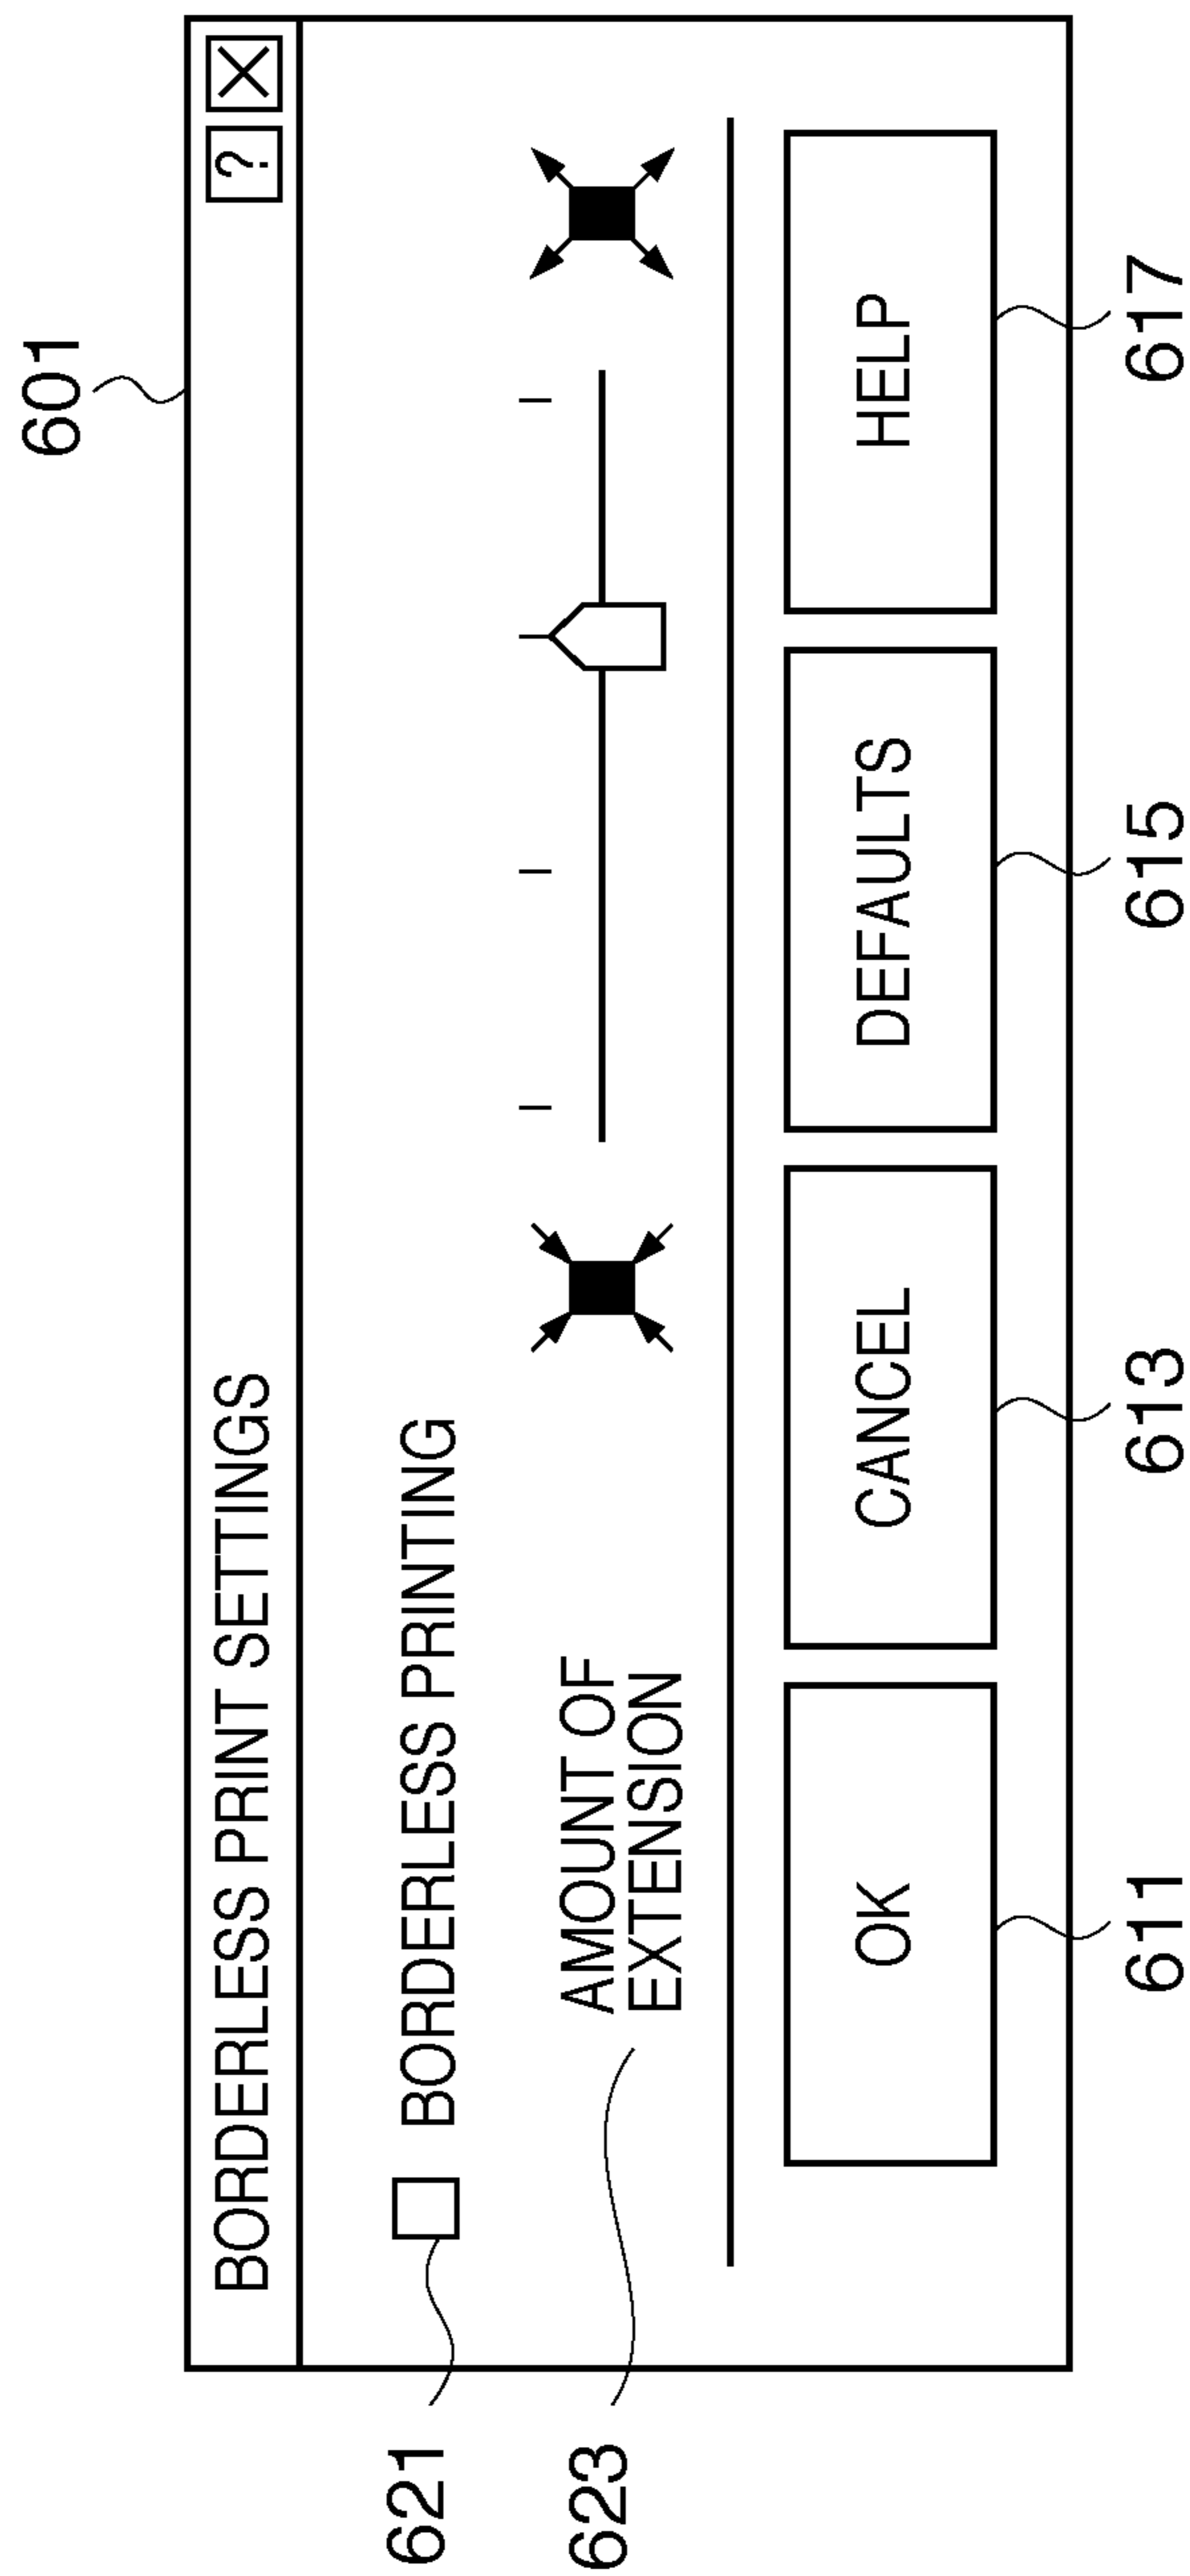 601
BORDERLESS PRINT SETTINGS ? X
621 BORDERLESS PRINTING
623 AMOUNT OF
EXTENSION
OK CANCEL DEFAULTS HELP
611 613 615 617